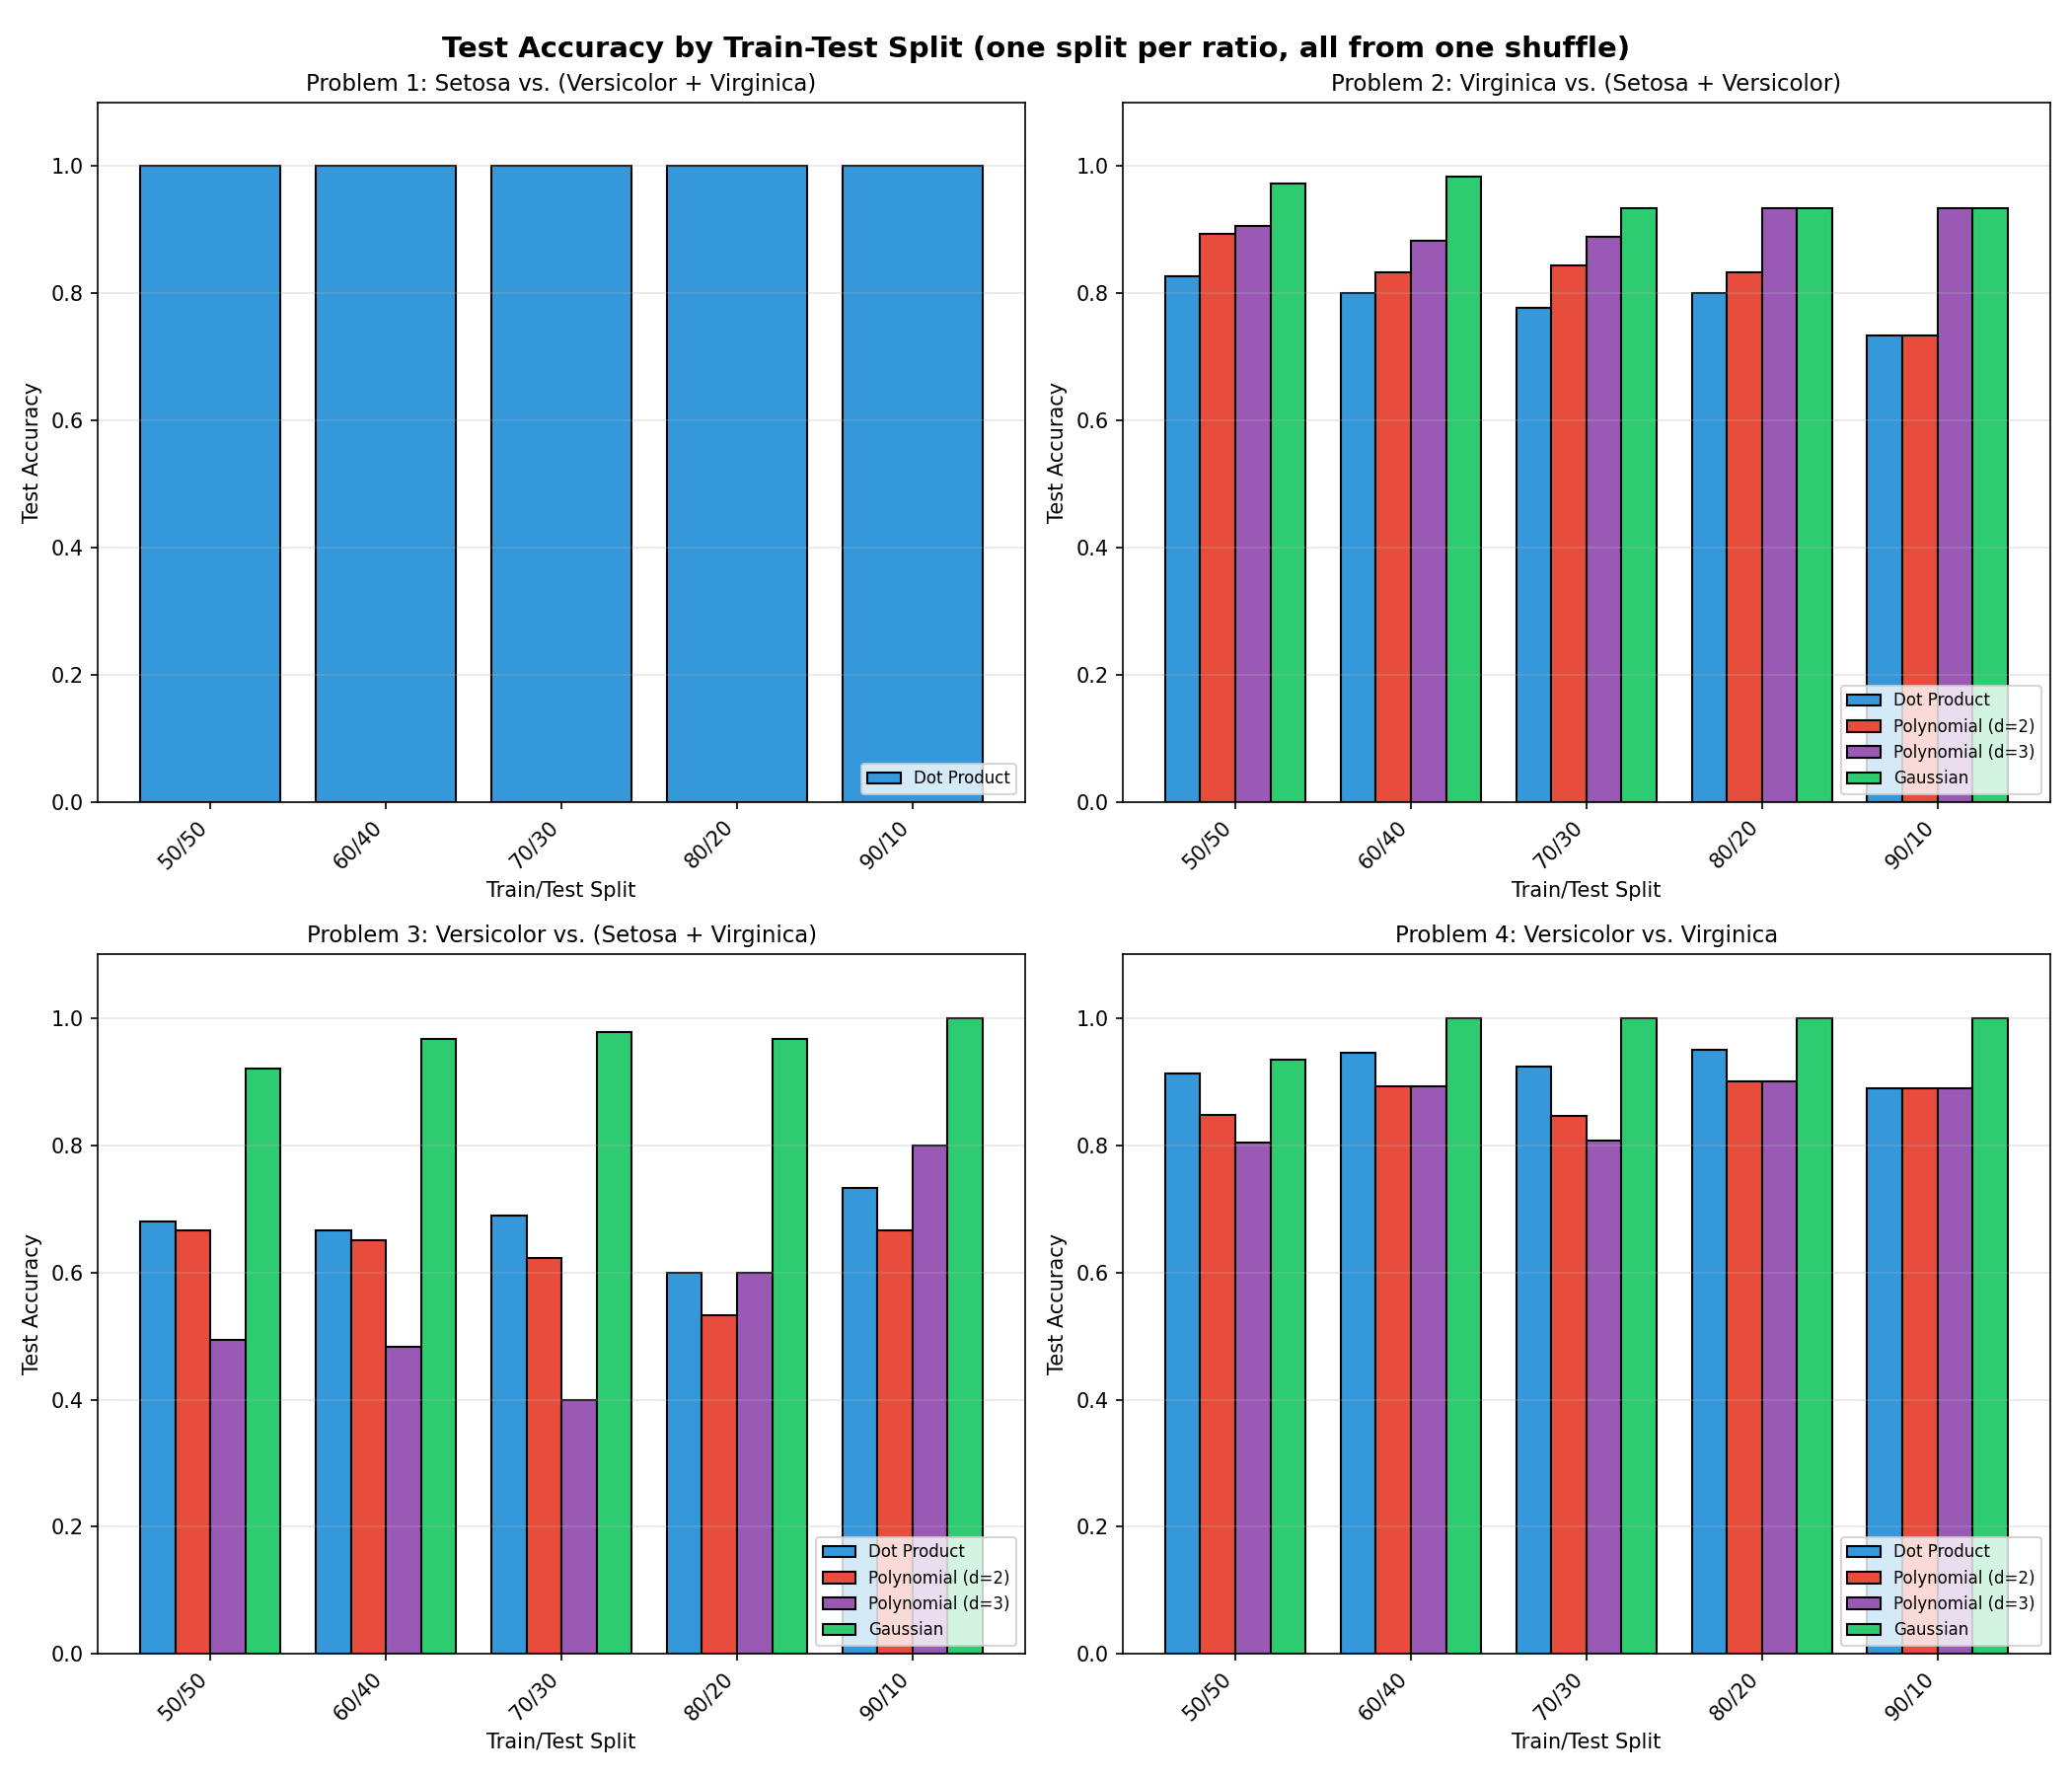 Test Accuracy by Train-Test Split (one split per ratio, all from one shuffle)
Problem 1: Setosa vs. (Versicolor + Virginica)
Test Accuracy
1.0
0.8
0.6
0.4
0.2
0.0
Dot Product
50/50
60/40
70/30
80/20
90/10
Train/Test Split
Problem 2: Virginica vs. (Setosa + Versicolor)
Test Accuracy
1.0
0.8
0.6
0.4
0.2
0.0
Dot Product
Polynomial (d=2)
Polynomial (d=3)
Gaussian
50/50
60/40
70/30
80/20
90/10
Train/Test Split
Problem 3: Versicolor vs. (Setosa + Virginica)
Test Accuracy
1.0
0.8
0.6
0.4
0.2
0.0
Dot Product
Polynomial (d=2)
Polynomial (d=3)
Gaussian
50/50
60/40
70/30
80/20
90/10
Train/Test Split
Problem 4: Versicolor vs. Virginica
Test Accuracy
1.0
0.8
0.6
0.4
0.2
0.0
Dot Product
Polynomial (d=2)
Polynomial (d=3)
Gaussian
50/50
60/40
70/30
80/20
90/10
Train/Test Split